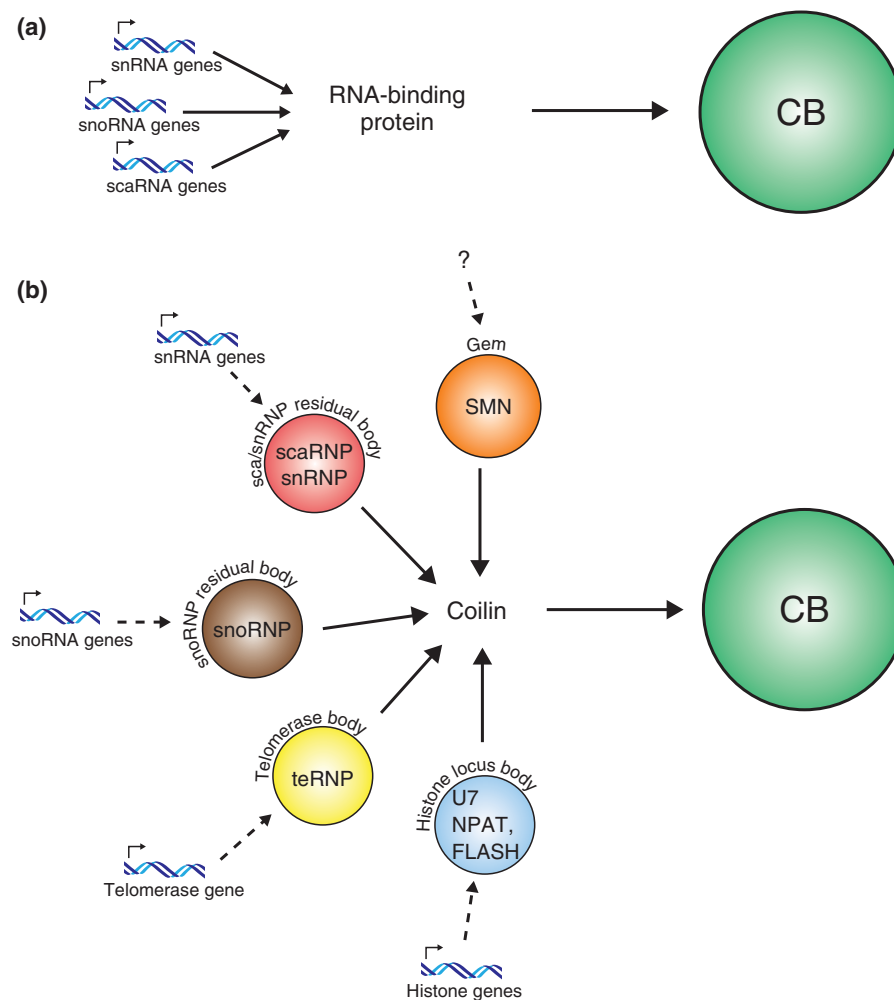 (a)
snRNA genes
snoRNA genes
scaRNA genes
RNA-binding
protein
CB
(b)
?
snRNA genes
Gem
SMN
sca/snRNP residual body
scaRNP
snRNP
snoRNA genes
snoRNP residual body
snoRNP
Coilin
CB
Telomerase body
teRNP
Telomerase gene
Histone locus body
U7
NPAT,
FLASH
Histone genes